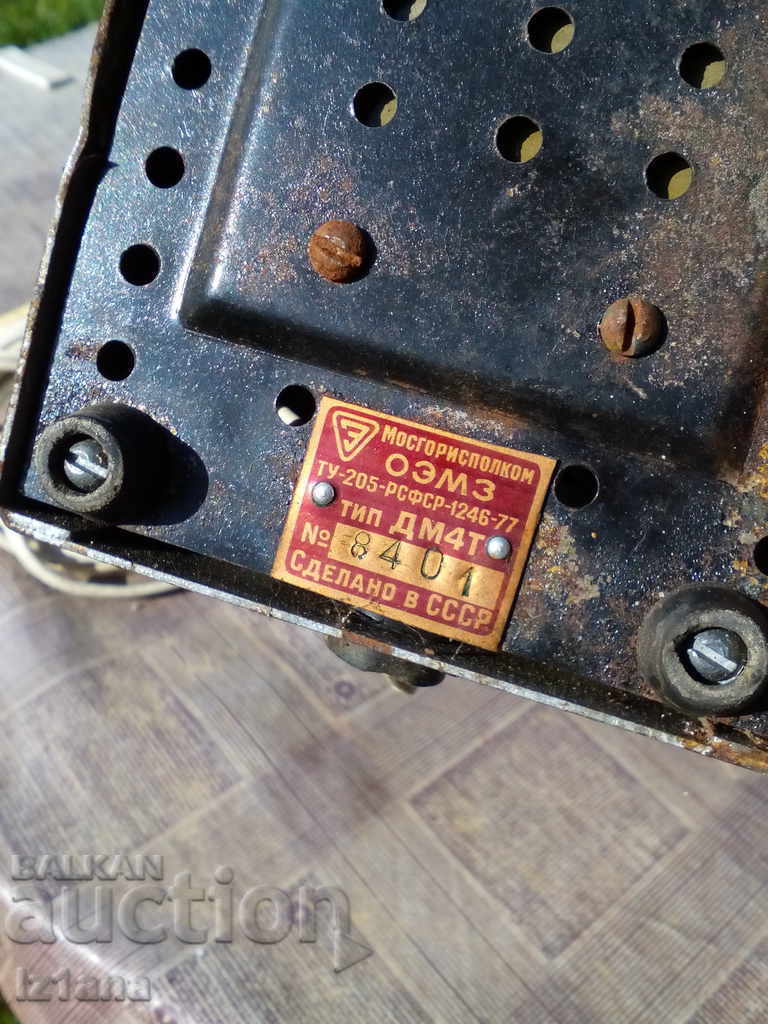 Э МОСГОРИСПОЛКОМ
ОЭМЗ
ТУ-205-РСФСР-1246-77
ТИП ДМ4Т
№ 8401
СДЕЛАНО В СССР
BALKAN
auction
iz1ana